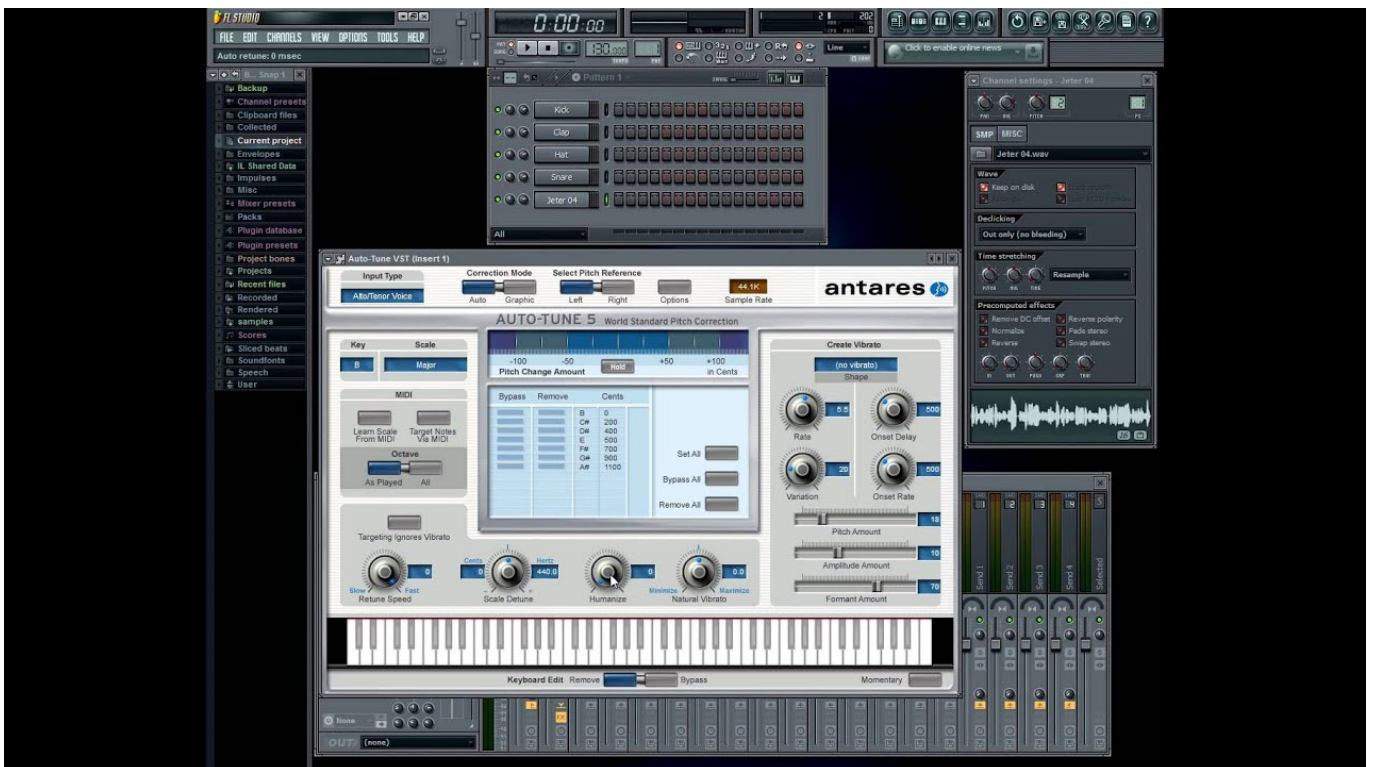 FL STUDIO
FILE EDIT CHANNELS VIEW OPTIONS TOOLS HELP
Auto retune: 0 msec
0:00:00
130.000
Line
Click to enable online news
Snap 1
Backup
Channel presets
Clipboard files
Collected
Current project
Envelopes
IL Shared Data
Impulses
Misc
Mixer presets
Packs
Plugin database
Plugin presets
Project bones
Projects
Recent files
Recorded
Rendered
samples
Scores
Sliced beats
Soundfonts
Speech
User
Pattern 1
Kick
Clap
Hat
Snare
Jeter 04
All
Channel settings - Jeter 04
PAN
PITCH
SMP MISC
Jeter 04.wav
Wave
Keep on disk
Declicking
Out only (no bleeding)
Time stretching
Resample
Precomputed effects
Remove DC offset Reverse polarity
Normalize Fade stereo
Reverse Swap stereo
Auto-Tune VST (Insert 1)
Input Type
Alto/Tenor Voice
Correction Mode
Auto Graphic
Select Pitch Reference
Left Right
Options
44.1K
Sample Rate
antares
AUTO-TUNE 5 World Standard Pitch Correction
Key Scale
B Major
-100 -50 Hold +50 +100
Pitch Change Amount in Cents
MIDI
Learn Scale From MIDI
Target Notes Via MIDI
Octave
As Played All
Bypass Remove Cents
B 0
C# 200
D# 400
E 500
F# 700
G# 900
A# 1100
Set All
Bypass All
Remove All
Create Vibrato
(no vibrato)
Shape
5.5 500
Rate Onset Delay
20 500
Variation Onset Rate
18
Pitch Amount
10
Amplitude Amount
70
Formant Amount
Targeting Ignores Vibrato
0
Slow Fast
Retune Speed
Cents Hertz
0 440.0
Scale Detune
0
Humanize
0.0
Minimize Maximize
Natural Vibrato
Keyboard Edit Remove Bypass
Momentary
Send 1
Send 2
Send 3
Send 4
Selected
None
OUT (none)